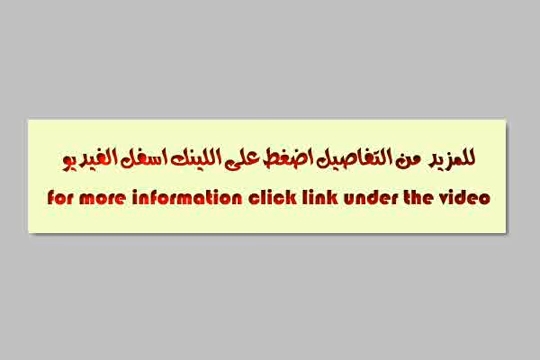 للمزيد من التفاصيل اضغط على اللينك اسفل الفيديو
for more information click link under the video